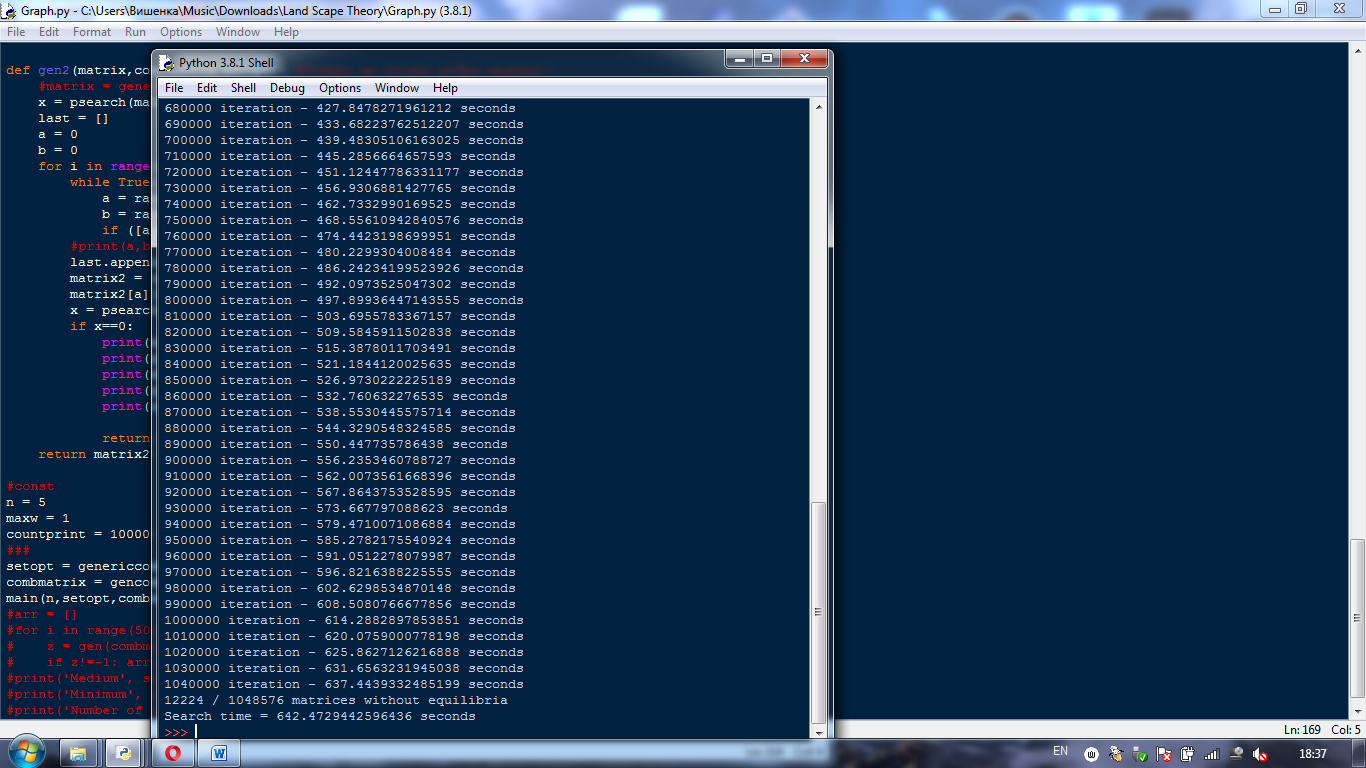 Graph.py - C:\Users\Вишенка\Music\Downloads\Land Scape Theory\Graph.py (3.8.1)
File Edit Format Run Options Window Help
def gen2(matrix,co
#matrix = gene
x = psearch(ma
last = []
a = 0
b = 0
for i in range
while True
a = ra
b = ra
if ([a
#print(a,b
last.appen
matrix2 =
matrix2[a]
x = psearc
if x==0:
print(
print(
print(
print(
print(
return
return matrix2
#const
n = 5
maxw = 1
countprint = 10000
###
setopt = genericco
combmatrix = genco
main(n,setopt,comb
#arr = []
#for i in range(50
# z = gen(combm
# if z!=-1: arr
#print('Medium', s
#print('Minimum',
#print('Number of
Python 3.8.1 Shell
File Edit Shell Debug Options Window Help
680000 iteration - 427.8478271961212 seconds
690000 iteration - 433.68223762512207 seconds
700000 iteration - 439.48305106163025 seconds
710000 iteration - 445.2856664657593 seconds
720000 iteration - 451.12447786331177 seconds
730000 iteration - 456.9306881427765 seconds
740000 iteration - 462.7332990169525 seconds
750000 iteration - 468.55610942840576 seconds
760000 iteration - 474.4423198699951 seconds
770000 iteration - 480.2299304008484 seconds
780000 iteration - 486.24234199523926 seconds
790000 iteration - 492.0973525047302 seconds
800000 iteration - 497.89936447143555 seconds
810000 iteration - 503.6955783367157 seconds
820000 iteration - 509.5845911502838 seconds
830000 iteration - 515.3878011703491 seconds
840000 iteration - 521.1844120025635 seconds
850000 iteration - 526.9730222225189 seconds
860000 iteration - 532.760632276535 seconds
870000 iteration - 538.5530445575714 seconds
880000 iteration - 544.3290548324585 seconds
890000 iteration - 550.447735786438 seconds
900000 iteration - 556.2353460788727 seconds
910000 iteration - 562.0073561668396 seconds
920000 iteration - 567.8643753528595 seconds
930000 iteration - 573.667797088623 seconds
940000 iteration - 579.4710071086884 seconds
950000 iteration - 585.2782175540924 seconds
960000 iteration - 591.0512278079987 seconds
970000 iteration - 596.8216388225555 seconds
980000 iteration - 602.6298534870148 seconds
990000 iteration - 608.5080766677856 seconds
1000000 iteration - 614.2882897853851 seconds
1010000 iteration - 620.0759000778198 seconds
1020000 iteration - 625.8627126216888 seconds
1030000 iteration - 631.6563231945038 seconds
1040000 iteration - 637.4439332485199 seconds
12224 / 1048576 matrices without equilibria
Search time = 642.4729442596436 seconds
>>>
Ln: 169 Col: 5
EN
18:37